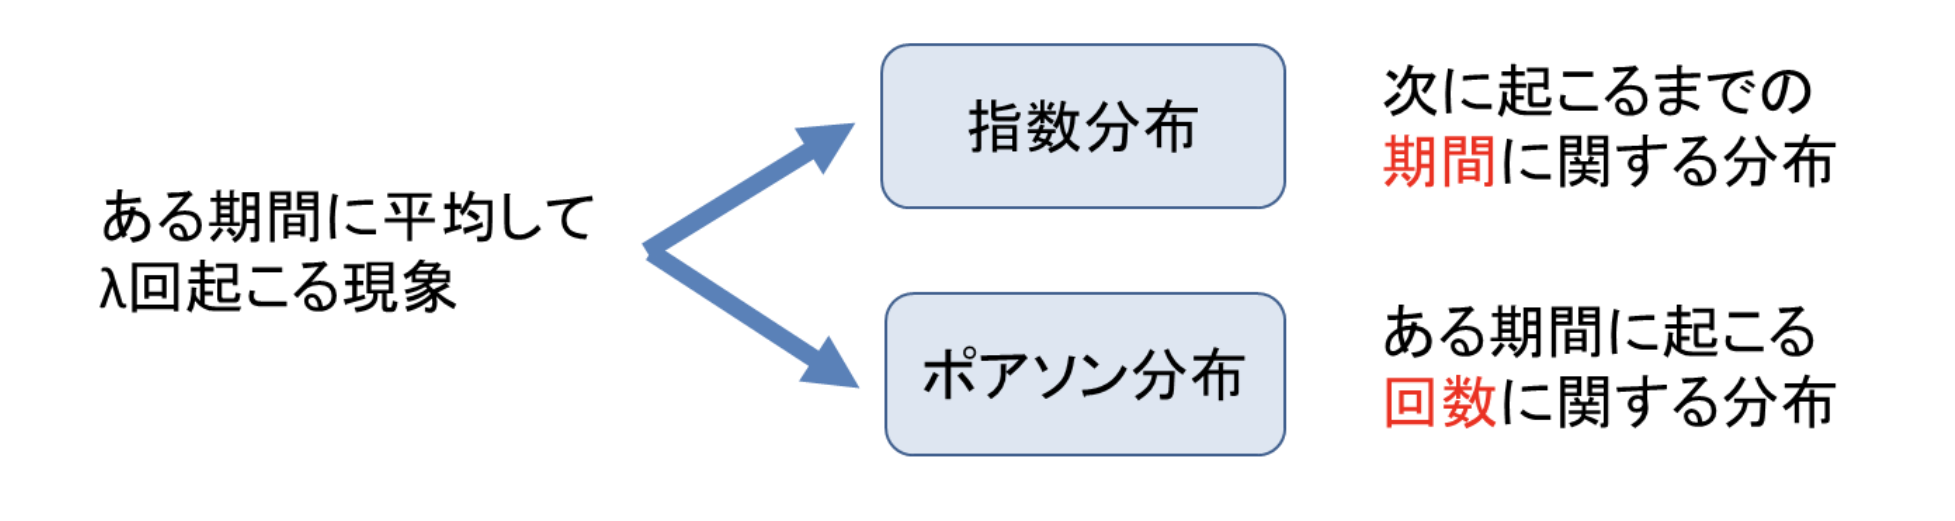 ある期間に平均して
λ回起こる現象
指数分布
次に起こるまでの
期間に関する分布
ポアソン分布
ある期間に起こる
回数に関する分布